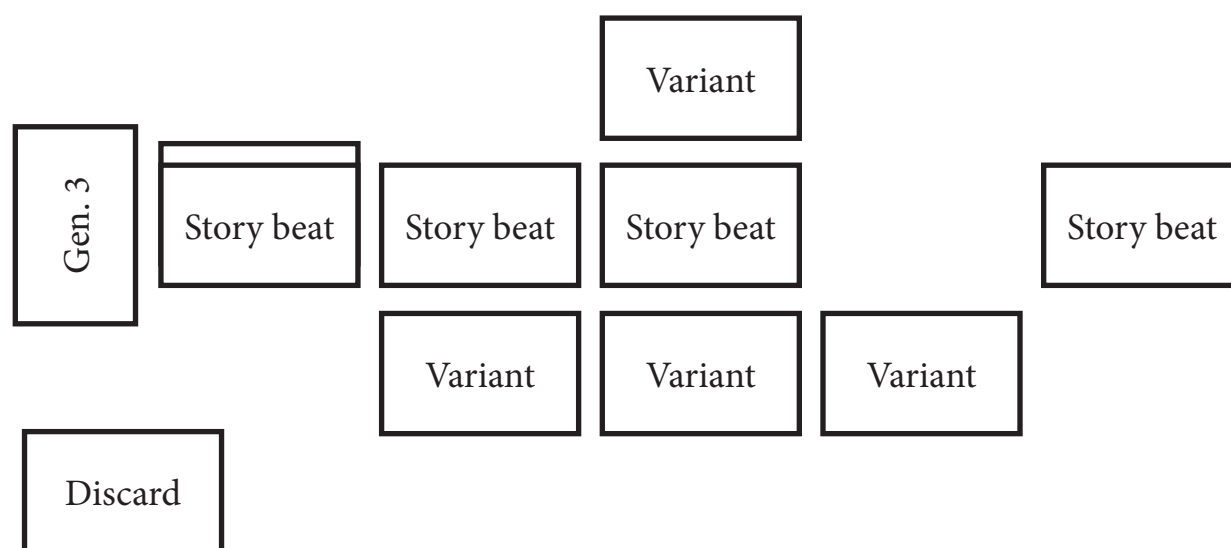 Variant
Gen. 3
Story beat
Story beat
Story beat
Story beat
Variant
Variant
Variant
Discard